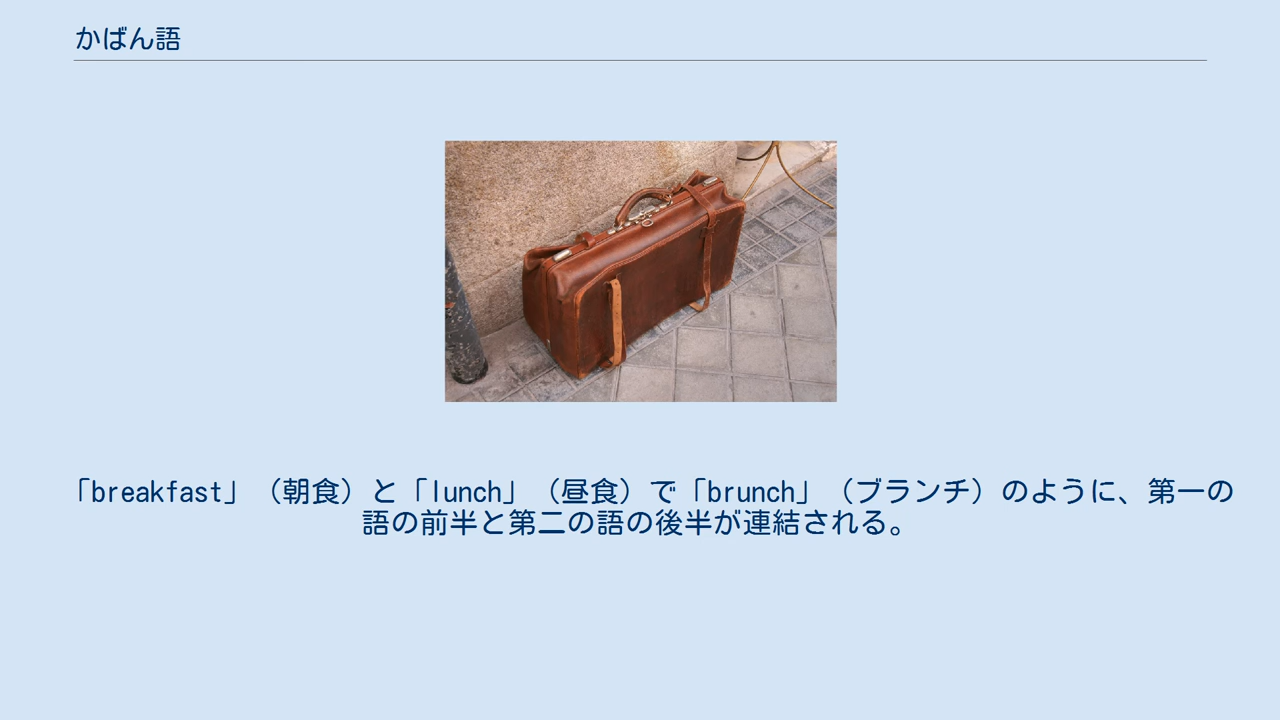 かばん語
「breakfast」（朝食）と「lunch」（昼食）で「brunch」（ブランチ）のように、第一の
語の前半と第二の語の後半が連結される。